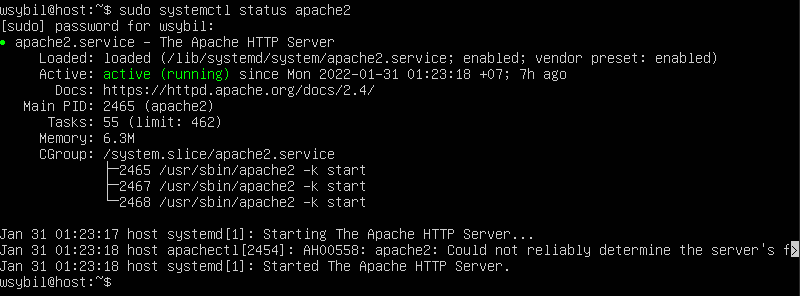 wsybil@host:~$ sudo systemctl status apache2
[sudo] password for wsybil:
● apache2.service – The Apache HTTP Server
Loaded: loaded (/lib/systemd/system/apache2.service; enabled; vendor preset: enabled)
Active: active (running) since Mon 2022-01-31 01:23:18 +07; 7h ago
Docs: https://httpd.apache.org/docs/2.4/
Main PID: 2465 (apache2)
Tasks: 55 (limit: 462)
Memory: 6.3M
CGroup: /system.slice/apache2.service
├─2465 /usr/sbin/apache2 -k start
├─2467 /usr/sbin/apache2 -k start
└─2468 /usr/sbin/apache2 -k start
Jan 31 01:23:17 host systemd[1]: Starting The Apache HTTP Server...
Jan 31 01:23:18 host apachectl[2454]: AH00558: apache2: Could not reliably determine the server's f>
Jan 31 01:23:18 host systemd[1]: Started The Apache HTTP Server.
wsybil@host:~$